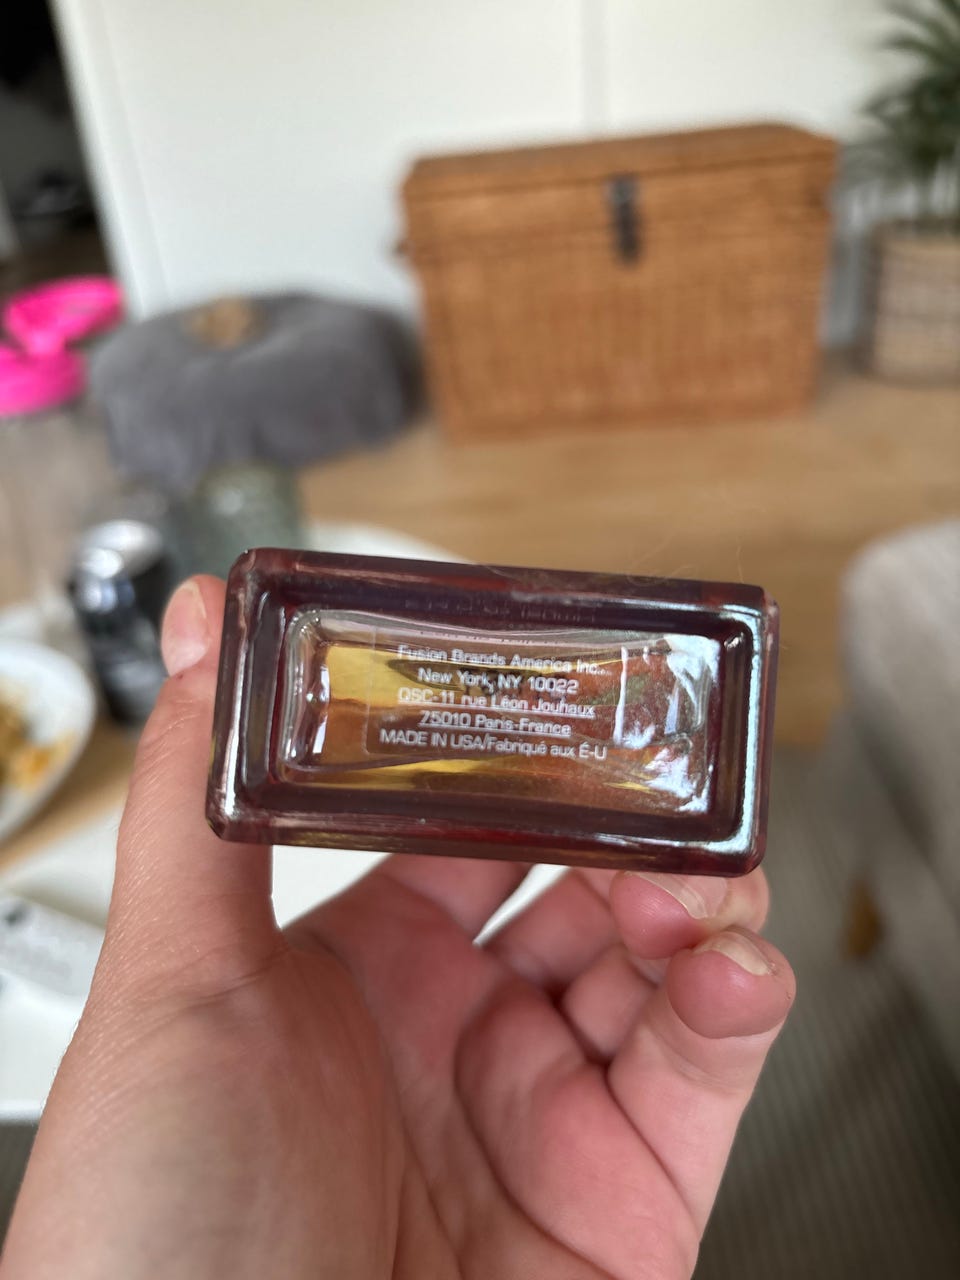 Fusion Brands America Inc.
New York, NY 10022
QSC-11 rue Léon Jouhaux
75010 Paris-France
MADE IN USA/Fabriqué aux É-U